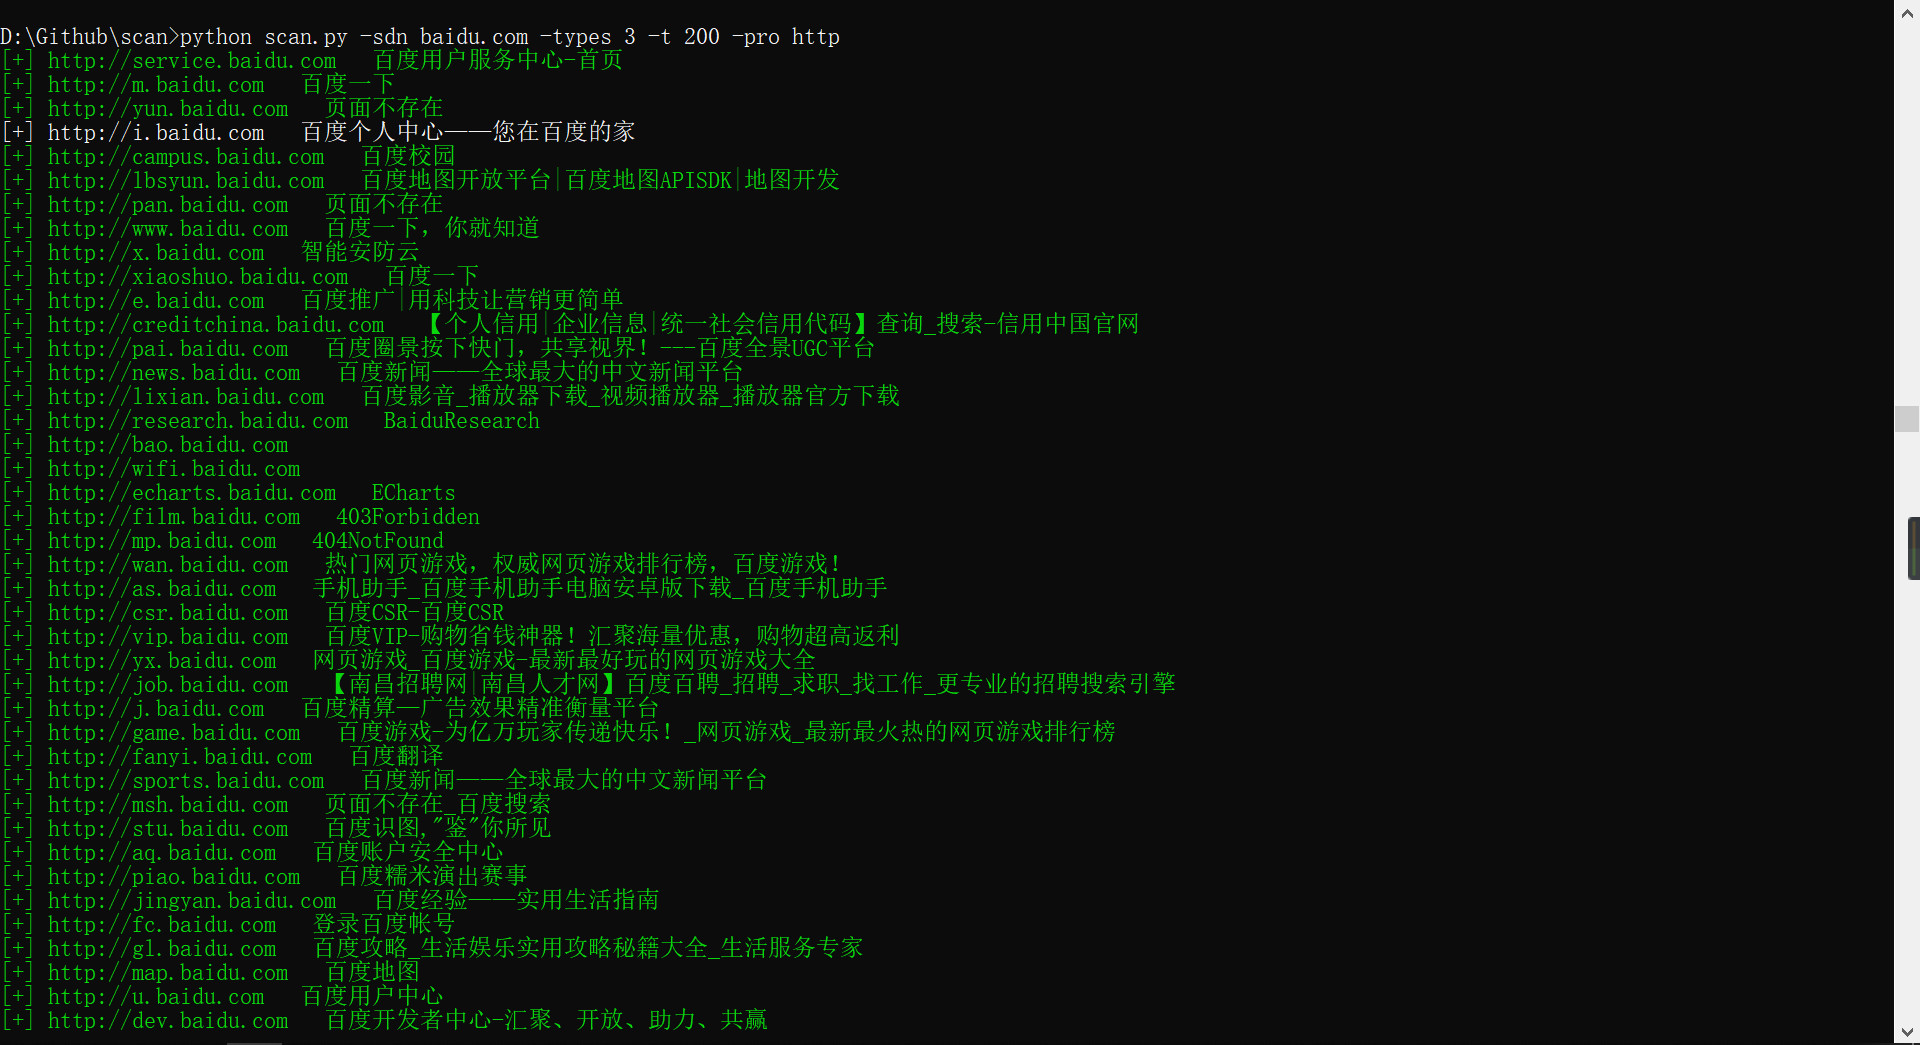 D:\Github\scan>python scan.py -sdn baidu.com -types 3 -t 200 -pro http
[+] http://service.baidu.com   百度用户服务中心-首页
[+] http://m.baidu.com   百度一下
[+] http://yun.baidu.com   页面不存在
[+] http://i.baidu.com   百度个人中心——您在百度的家
[+] http://campus.baidu.com   百度校园
[+] http://lbsyun.baidu.com   百度地图开放平台|百度地图APISDK|地图开发
[+] http://pan.baidu.com   页面不存在
[+] http://www.baidu.com   百度一下，你就知道
[+] http://x.baidu.com   智能安防云
[+] http://xiaoshuo.baidu.com   百度一下
[+] http://e.baidu.com   百度推广|用科技让营销更简单
[+] http://creditchina.baidu.com   【个人信用|企业信息|统一社会信用代码】查询_搜索-信用中国官网
[+] http://pai.baidu.com   百度圈景按下快门，共享视界！---百度全景UGC平台
[+] http://news.baidu.com   百度新闻——全球最大的中文新闻平台
[+] http://lixian.baidu.com   百度影音_播放器下载_视频播放器_播放器官方下载
[+] http://research.baidu.com   BaiduResearch
[+] http://bao.baidu.com
[+] http://wifi.baidu.com
[+] http://echarts.baidu.com   ECharts
[+] http://film.baidu.com   403Forbidden
[+] http://mp.baidu.com   404NotFound
[+] http://wan.baidu.com   热门网页游戏，权威网页游戏排行榜，百度游戏！
[+] http://as.baidu.com   手机助手_百度手机助手电脑安卓版下载_百度手机助手
[+] http://csr.baidu.com   百度CSR-百度CSR
[+] http://vip.baidu.com   百度VIP-购物省钱神器！汇聚海量优惠，购物超高返利
[+] http://yx.baidu.com   网页游戏_百度游戏-最新最好玩的网页游戏大全
[+] http://job.baidu.com   【南昌招聘网|南昌人才网】百度百聘_招聘_求职_找工作_更专业的招聘搜索引擎
[+] http://j.baidu.com   百度精算—广告效果精准衡量平台
[+] http://game.baidu.com   百度游戏-为亿万玩家传递快乐！_网页游戏_最新最火热的网页游戏排行榜
[+] http://fanyi.baidu.com   百度翻译
[+] http://sports.baidu.com   百度新闻——全球最大的中文新闻平台
[+] http://msh.baidu.com   页面不存在_百度搜索
[+] http://stu.baidu.com   百度识图,"鉴"你所见
[+] http://aq.baidu.com   百度账户安全中心
[+] http://piao.baidu.com   百度糯米演出赛事
[+] http://jingyan.baidu.com   百度经验——实用生活指南
[+] http://fc.baidu.com   登录百度帐号
[+] http://gl.baidu.com   百度攻略_生活娱乐实用攻略秘籍大全_生活服务专家
[+] http://map.baidu.com   百度地图
[+] http://u.baidu.com   百度用户中心
[+] http://dev.baidu.com   百度开发者中心-汇聚、开放、助力、共赢